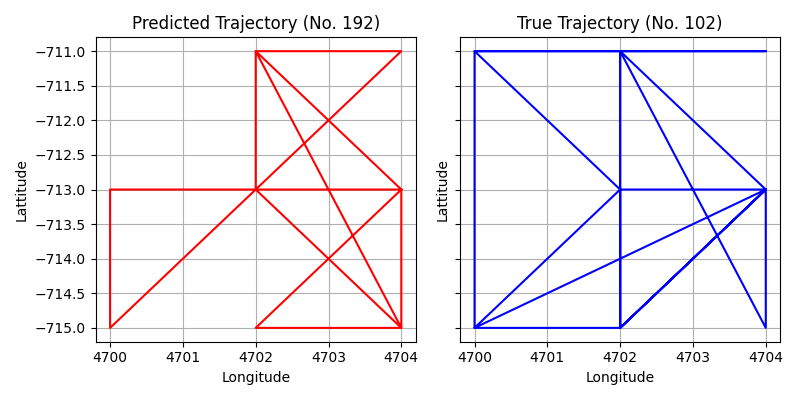 Predicted Trajectory (No. 192)
True Trajectory (No. 102)
−711.0
−711.5
−712.0
−712.5
−713.0
−713.5
−714.0
−714.5
−715.0
Lattitude
Lattitude
4700 4701 4702 4703 4704
4700 4701 4702 4703 4704
Longitude
Longitude